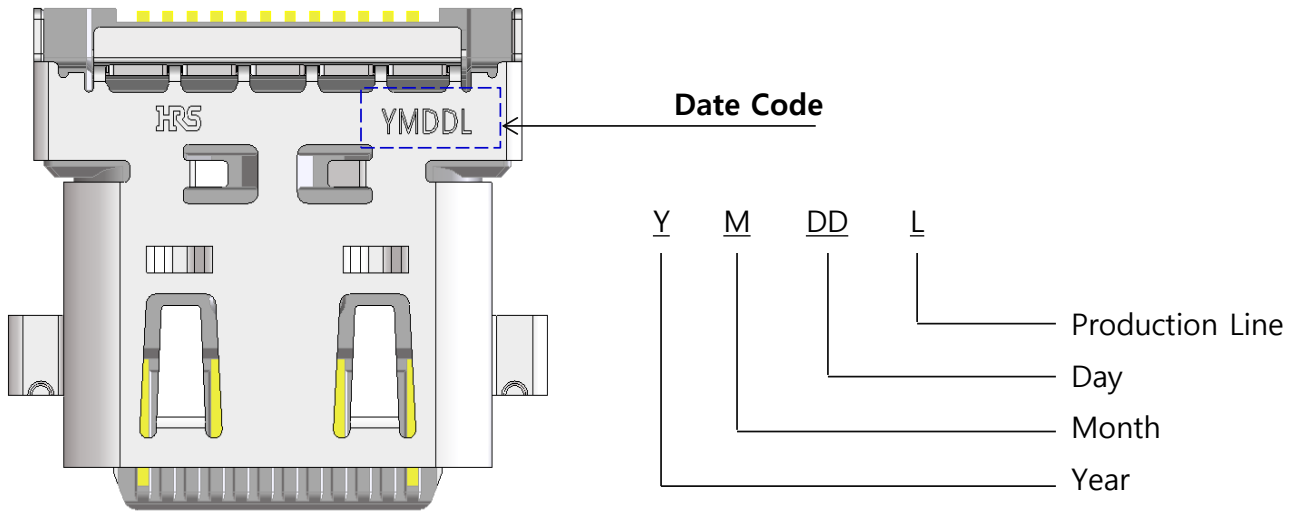 Date Code
HRS
YMDDL
Y M DD L
Production Line
Day
Month
Year